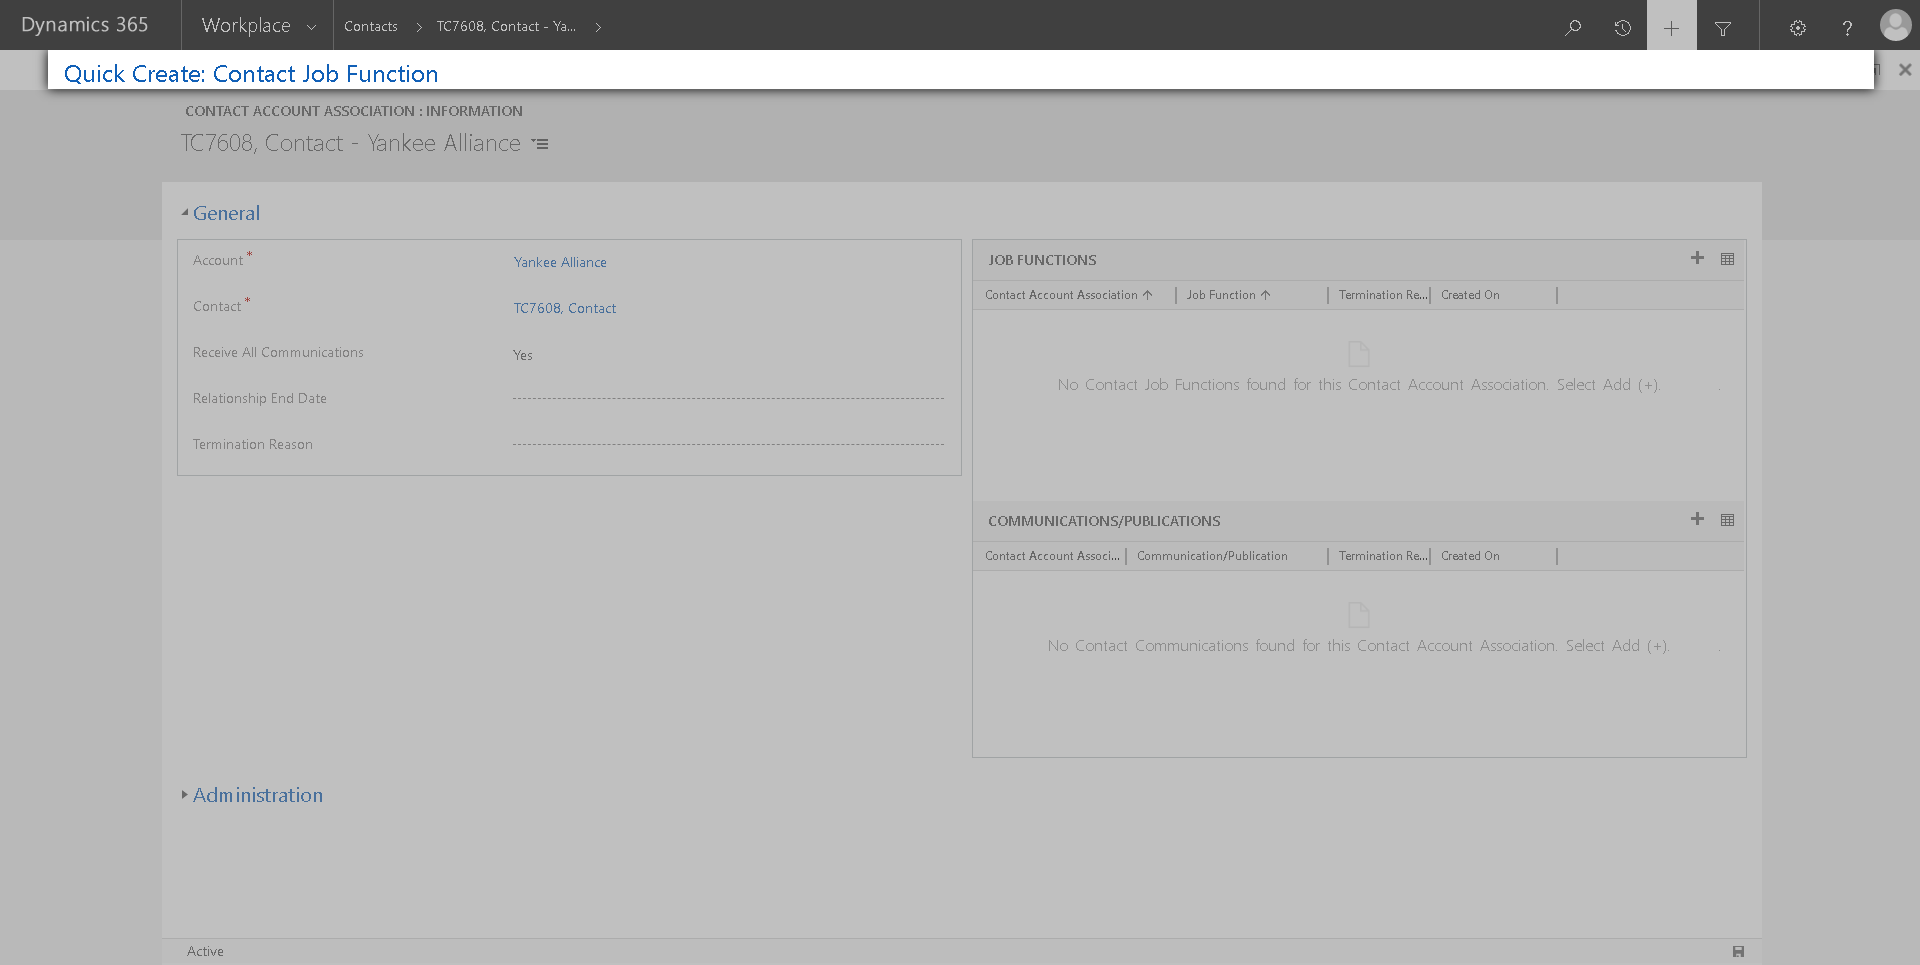 Dynamics 365
Workplace
Contacts
TC7608, Contact - Ya...
Quick Create: Contact Job Function
CONTACT ACCOUNT ASSOCIATION : INFORMATION
TC7608, Contact - Yankee Alliance
General
Account *
Yankee Alliance
Contact *
TC7608, Contact
Receive All Communications
Yes
Relationship End Date
Termination Reason
JOB FUNCTIONS
Contact Account Association
Job Function
Termination Re...
Created On
No Contact Job Functions found for this Contact Account Association. Select Add (+). .
COMMUNICATIONS/PUBLICATIONS
Contact Account Associ...
Communication/Publication
Termination Re...
Created On
No Contact Communications found for this Contact Account Association. Select Add (+). .
Administration
Active